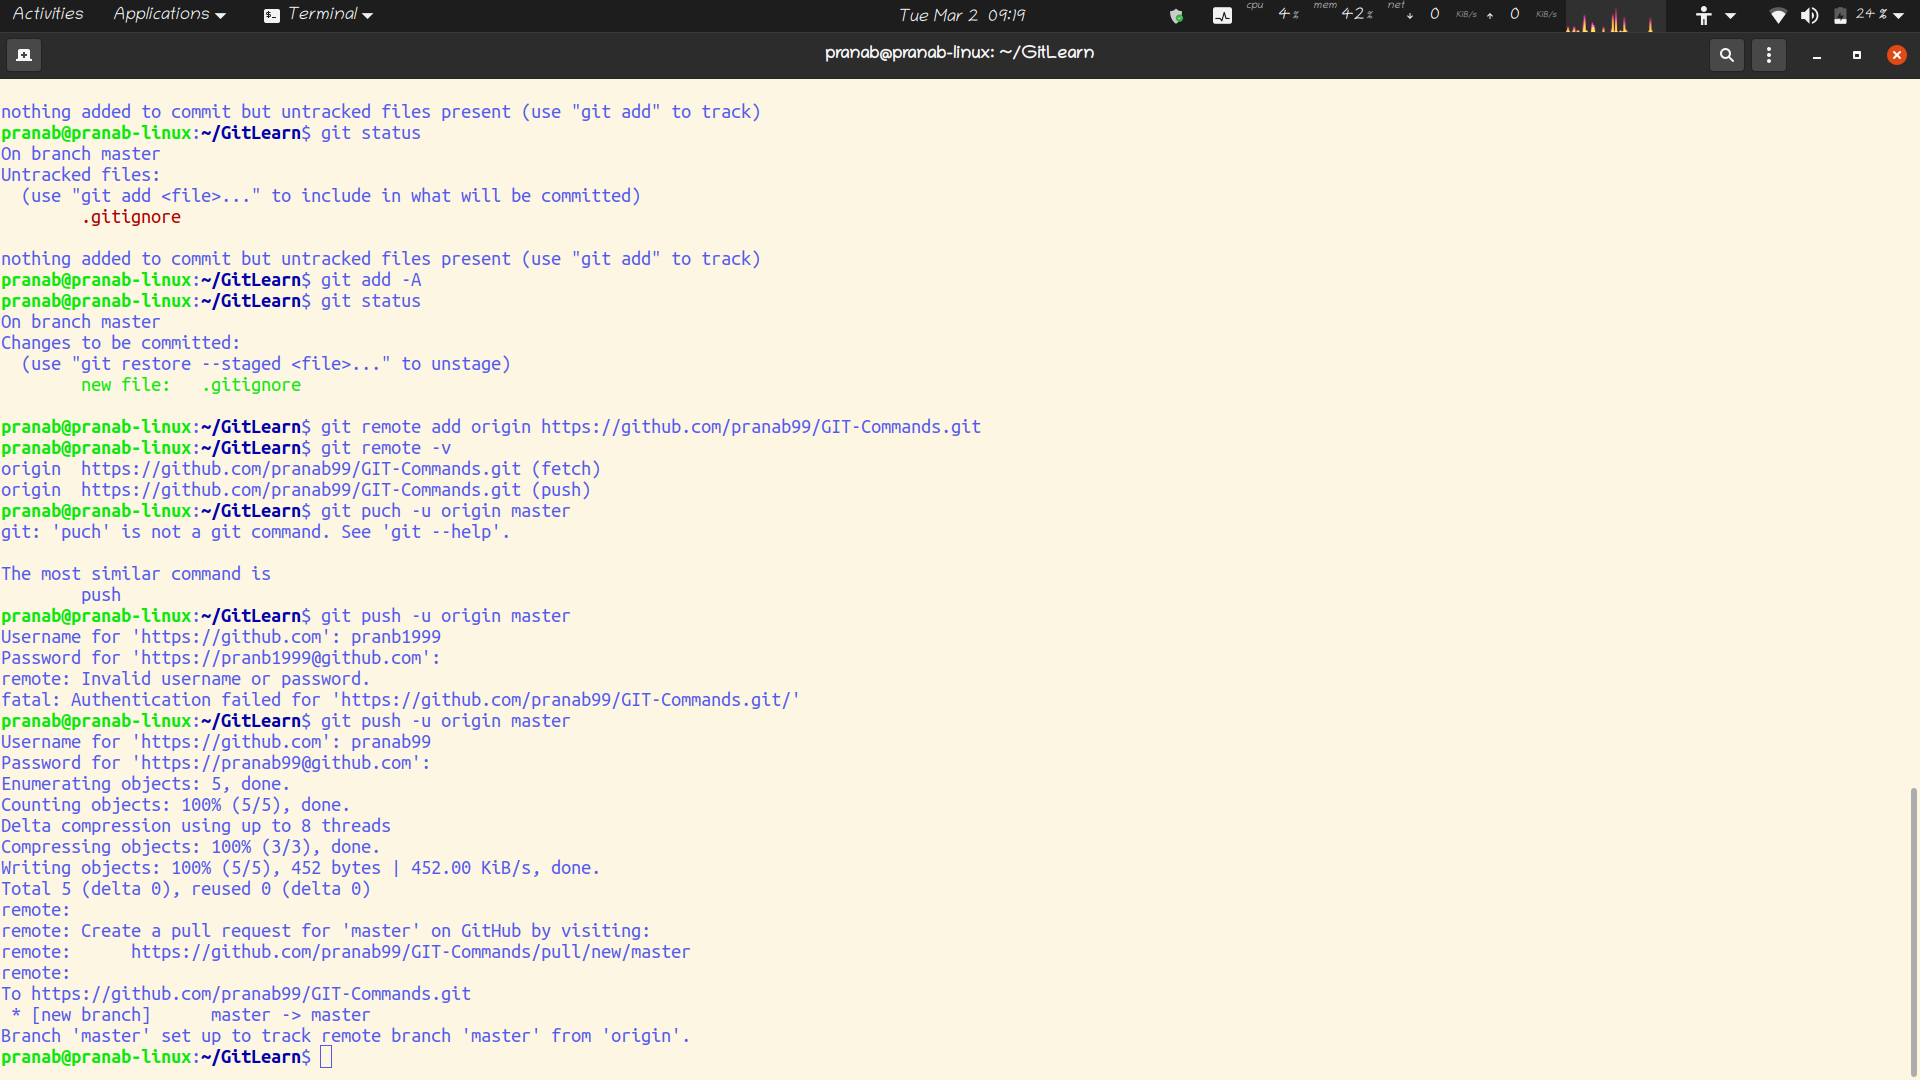 Activities Applications Terminal Tue Mar 2 09:19 cpu 4% mem 42% net 0 KiB/s 0 KiB/s 24 %
pranab@pranab-linux: ~/GitLearn
nothing added to commit but untracked files present (use "git add" to track)
pranab@pranab-linux:~/GitLearn$ git status
On branch master
Untracked files:
  (use "git add <file>..." to include in what will be committed)
        .gitignore
nothing added to commit but untracked files present (use "git add" to track)
pranab@pranab-linux:~/GitLearn$ git add -A
pranab@pranab-linux:~/GitLearn$ git status
On branch master
Changes to be committed:
  (use "git restore --staged <file>..." to unstage)
        new file:   .gitignore
pranab@pranab-linux:~/GitLearn$ git remote add origin https://github.com/pranab99/GIT-Commands.git
pranab@pranab-linux:~/GitLearn$ git remote -v
origin  https://github.com/pranab99/GIT-Commands.git (fetch)
origin  https://github.com/pranab99/GIT-Commands.git (push)
pranab@pranab-linux:~/GitLearn$ git puch -u origin master
git: 'puch' is not a git command. See 'git --help'.
The most similar command is
        push
pranab@pranab-linux:~/GitLearn$ git push -u origin master
Username for 'https://github.com': pranb1999
Password for 'https://pranb1999@github.com':
remote: Invalid username or password.
fatal: Authentication failed for 'https://github.com/pranab99/GIT-Commands.git/'
pranab@pranab-linux:~/GitLearn$ git push -u origin master
Username for 'https://github.com': pranab99
Password for 'https://pranab99@github.com':
Enumerating objects: 5, done.
Counting objects: 100% (5/5), done.
Delta compression using up to 8 threads
Compressing objects: 100% (3/3), done.
Writing objects: 100% (5/5), 452 bytes | 452.00 KiB/s, done.
Total 5 (delta 0), reused 0 (delta 0)
remote:
remote: Create a pull request for 'master' on GitHub by visiting:
remote:      https://github.com/pranab99/GIT-Commands/pull/new/master
remote:
To https://github.com/pranab99/GIT-Commands.git
 * [new branch]      master -> master
Branch 'master' set up to track remote branch 'master' from 'origin'.
pranab@pranab-linux:~/GitLearn$